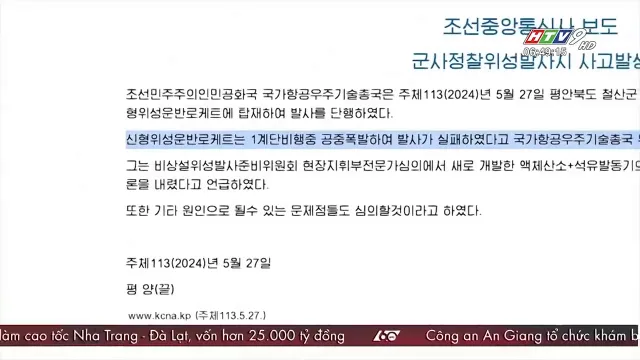 조선중앙통신사 보도
HTV9 HD
06:49:15
군사정찰위성발사시 사고발생
조선민주주의인민공화국 국가항공우주기술총국은 주체113(2024)년 5월 27일 평안북도 철산군
형위성운반로케트에 탑재하여 발사를 단행하였다.
신형위성운반로케트는 1계단비행중 공중폭발하여 발사가 실패하였다고 국가항공우주기술총국
그는 비상설위성발사준비위원회 현장지휘부전문가심의에서 새로 개발한 액체산소+석유발동기의
론을 내렸다고 언급하였다.
또한 기타 원인으로 될수 있는 문제점들도 심의할것이라고 하였다.
주체113(2024)년 5월 27일
평 양(끝)
www.kcna.kp (주체113.5.27.)
làm cao tốc Nha Trang - Đà Lạt, vốn hơn 25.000 tỷ đồng
60
Công an An Giang tổ chức khám b